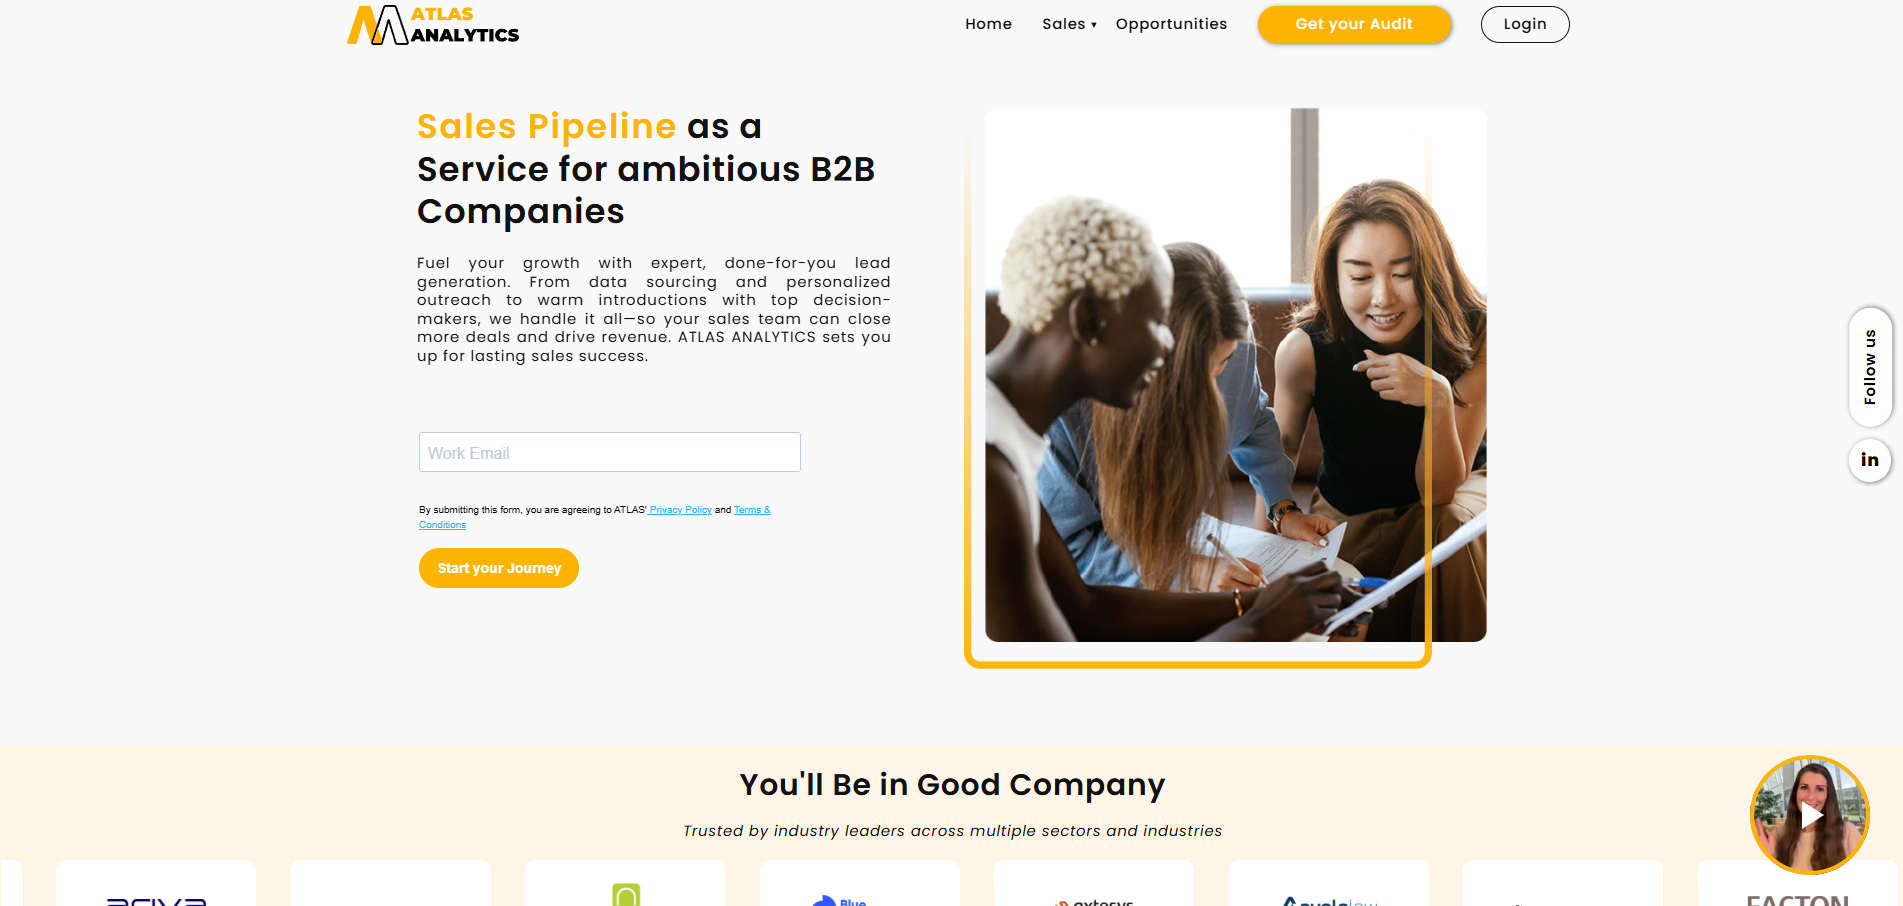 ATLAS
ANALYTICS
Home
Sales ▾
Opportunities
Get your Audit
Login
Sales Pipeline as a
Service for ambitious B2B
Companies
Fuel your growth with expert, done-for-you lead
generation. From data sourcing and personalized
outreach to warm introductions with top decision-
makers, we handle it all—so your sales team can close
more deals and drive revenue. ATLAS ANALYTICS sets you
up for lasting sales success.
Work Email
By submitting this form, you are agreeing to ATLAS' Privacy Policy and Terms &
Conditions
Start your Journey
Follow us
in
You'll Be in Good Company
Trusted by industry leaders across multiple sectors and industries
Blue
FACTON